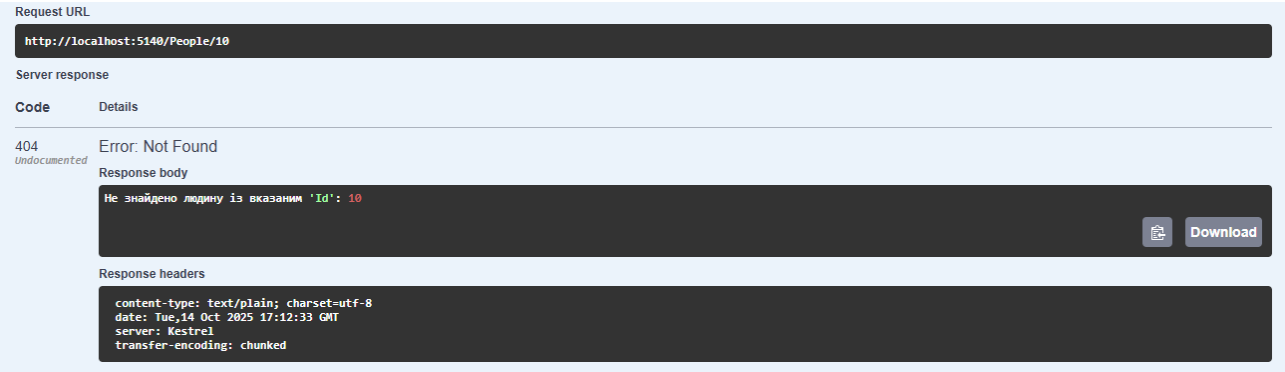 Request URL
http://localhost:5140/People/10
Server response
Code Details
404 Error: Not Found
Undocumented
Response body
Не знайдено людину із вказаним 'Id': 10
Download
Response headers
content-type: text/plain; charset=utf-8
date: Tue,14 Oct 2025 17:12:33 GMT
server: Kestrel
transfer-encoding: chunked